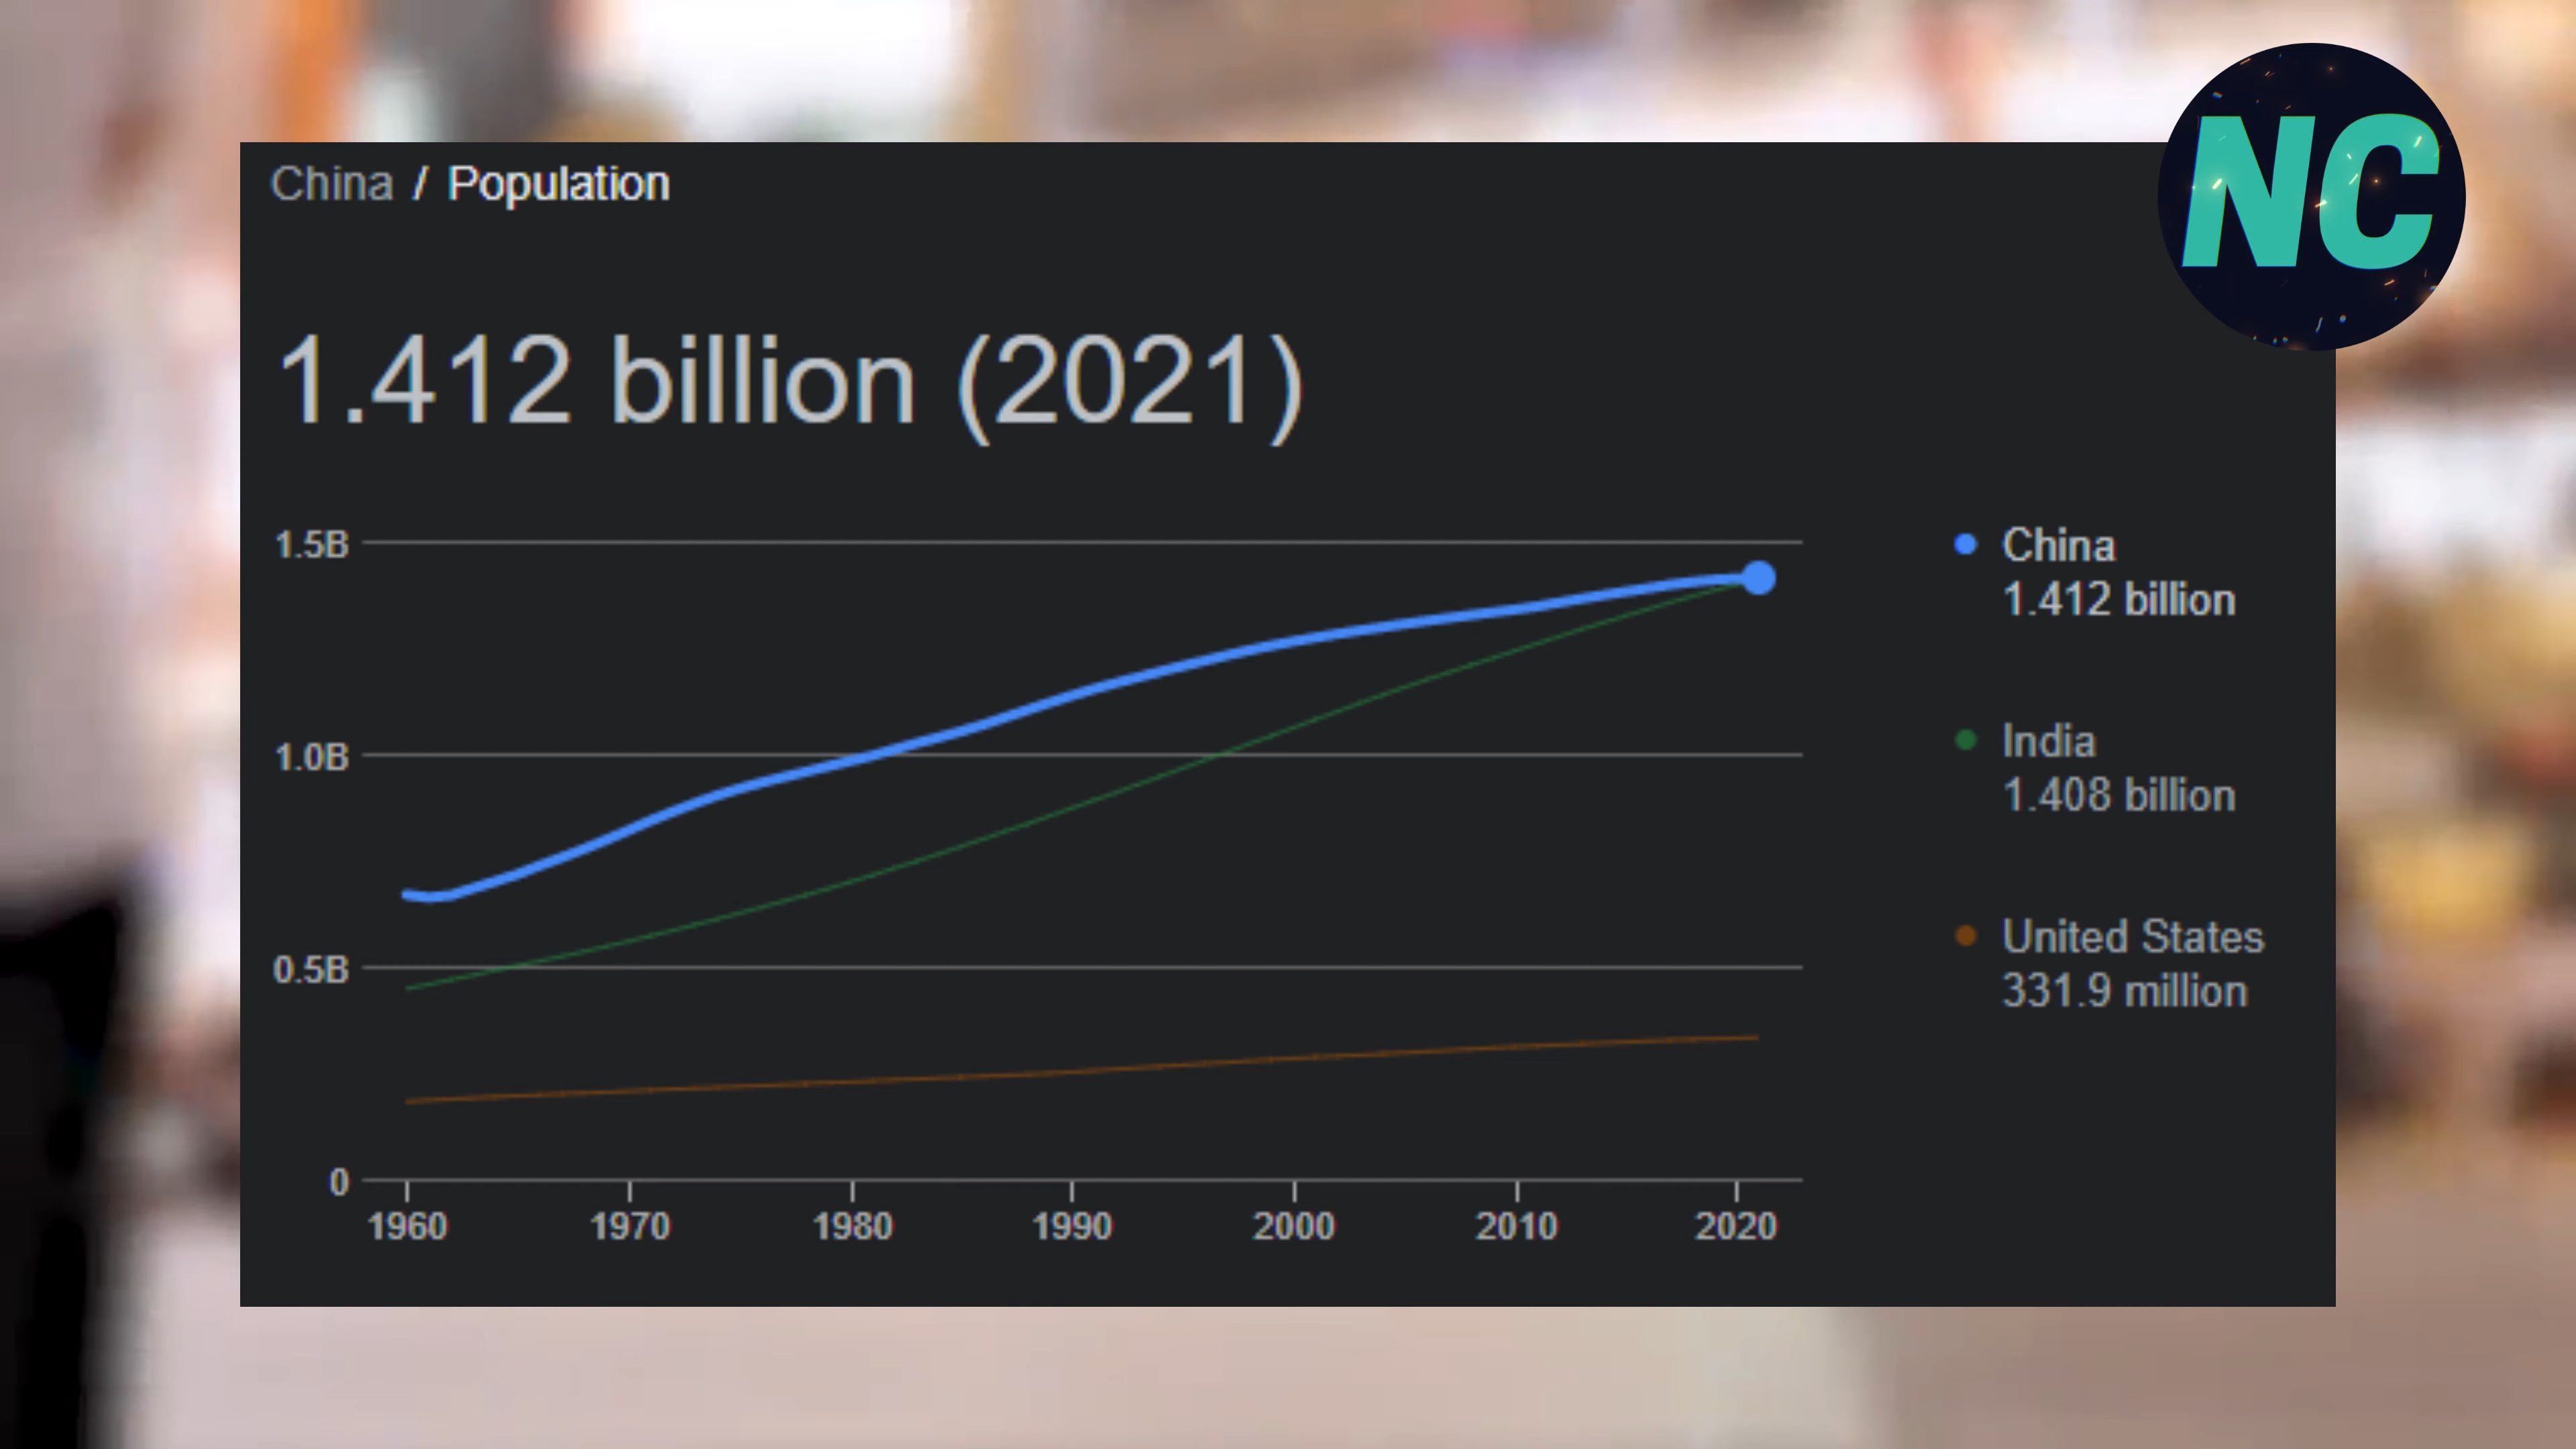 NC
China / Population
1.412 billion (2021)
1.5B
1.0B
0.5B
0
1960 1970 1980 1990 2000 2010 2020
China
1.412 billion
India
1.408 billion
United States
331.9 million